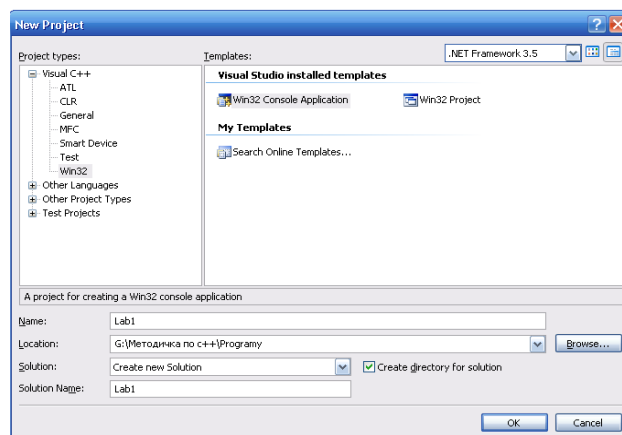 New Project
Project types:
Templates:
.NET Framework 3.5
Visual C++
ATL
CLR
General
MFC
Smart Device
Test
Win32
Other Languages
Other Project Types
Test Projects
Visual Studio installed templates
Win32 Console Application
Win32 Project
My Templates
Search Online Templates...
A project for creating a Win32 console application
Name:
Lab1
Location:
G:\Методичка по c++\Programy
Browse...
Solution:
Create new Solution
Create directory for solution
Solution Name:
Lab1
OK
Cancel